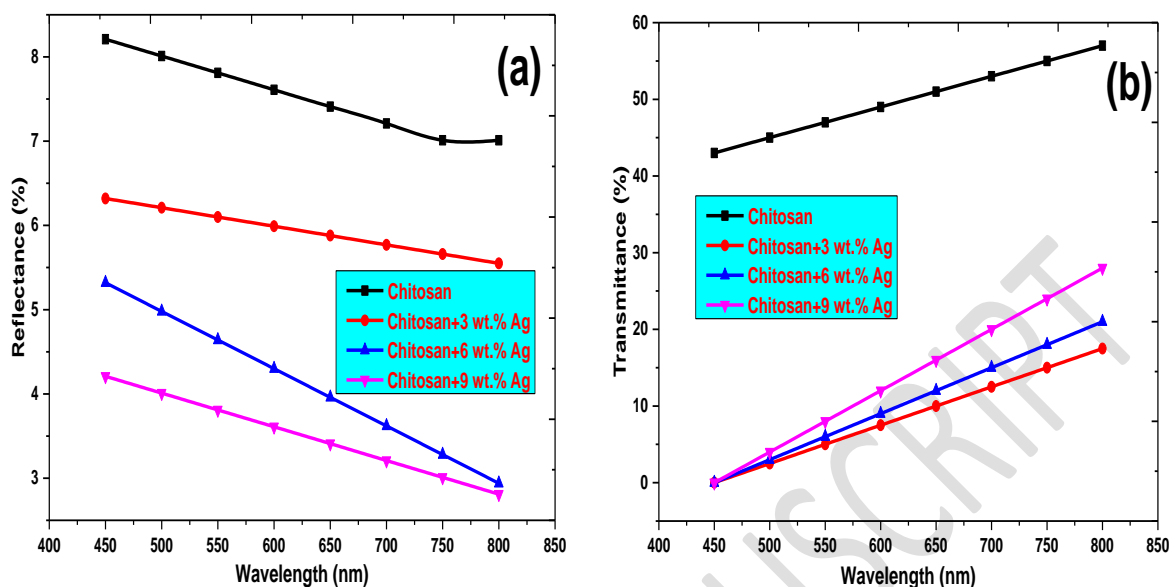 (a)
8
7
6
5
4
3
Reflectance (%)
Chitosan
Chitosan+3 wt.% Ag
Chitosan+6 wt.% Ag
Chitosan+9 wt.% Ag
400 450 500 550 600 650 700 750 800 850
Wavelength (nm)
(b)
60
50
40
30
20
10
0
Transmittance (%)
Chitosan
Chitosan+3 wt.% Ag
Chitosan+6 wt.% Ag
Chitosan+9 wt.% Ag
400 450 500 550 600 650 700 750 800 850
Wavelength (nm)
USCRIPT